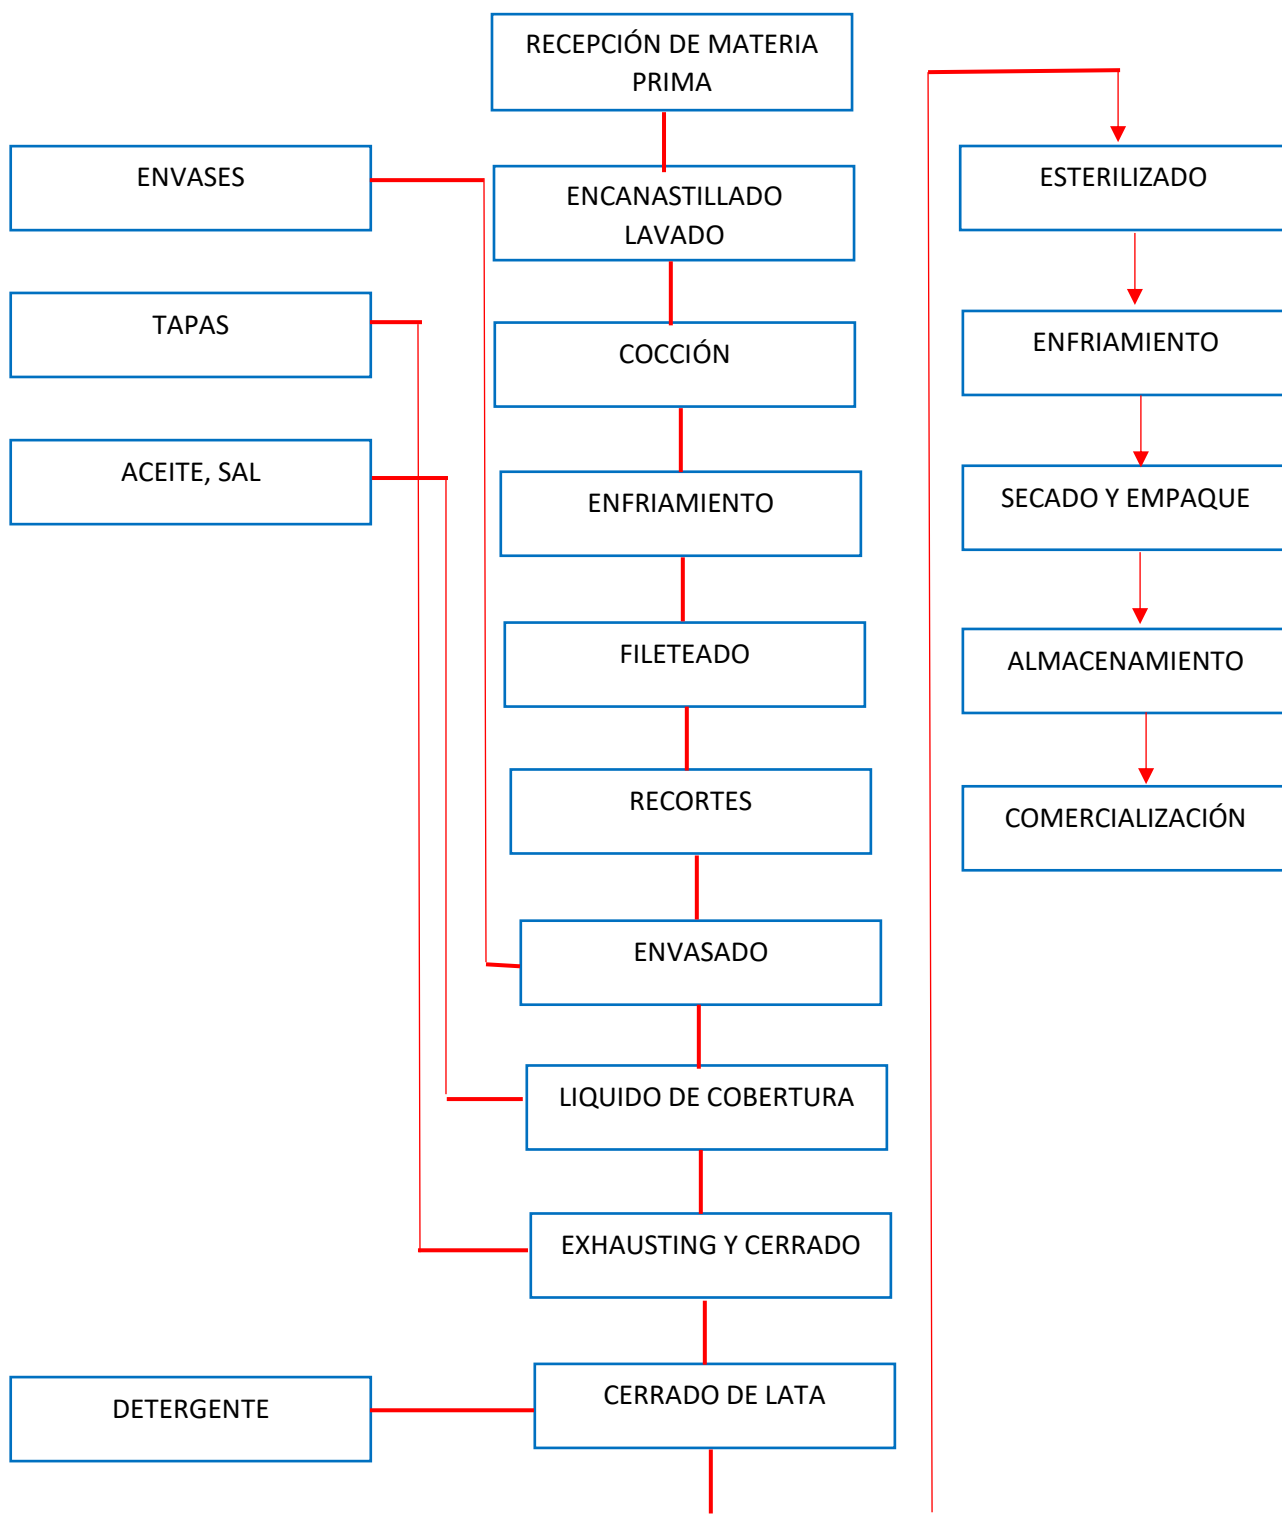 RECEPCIÓN DE MATERIA
PRIMA
ENCANASTILLADO
LAVADO
COCCIÓN
ENFRIAMIENTO
FILETEADO
RECORTES
ENVASADO
LIQUIDO DE COBERTURA
EXHAUSTING Y CERRADO
CERRADO DE LATA
ENVASES
TAPAS
ACEITE, SAL
DETERGENTE
ESTERILIZADO
ENFRIAMIENTO
SECADO Y EMPAQUE
ALMACENAMIENTO
COMERCIALIZACIÓN